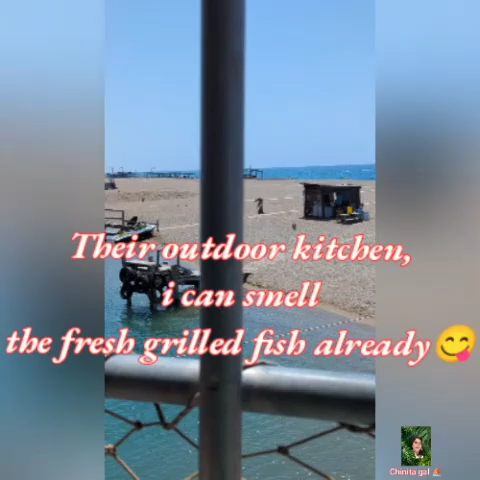 Their outdoor kitchen,
i can smell
the fresh grilled fish already😋
Chinita gal ⛵